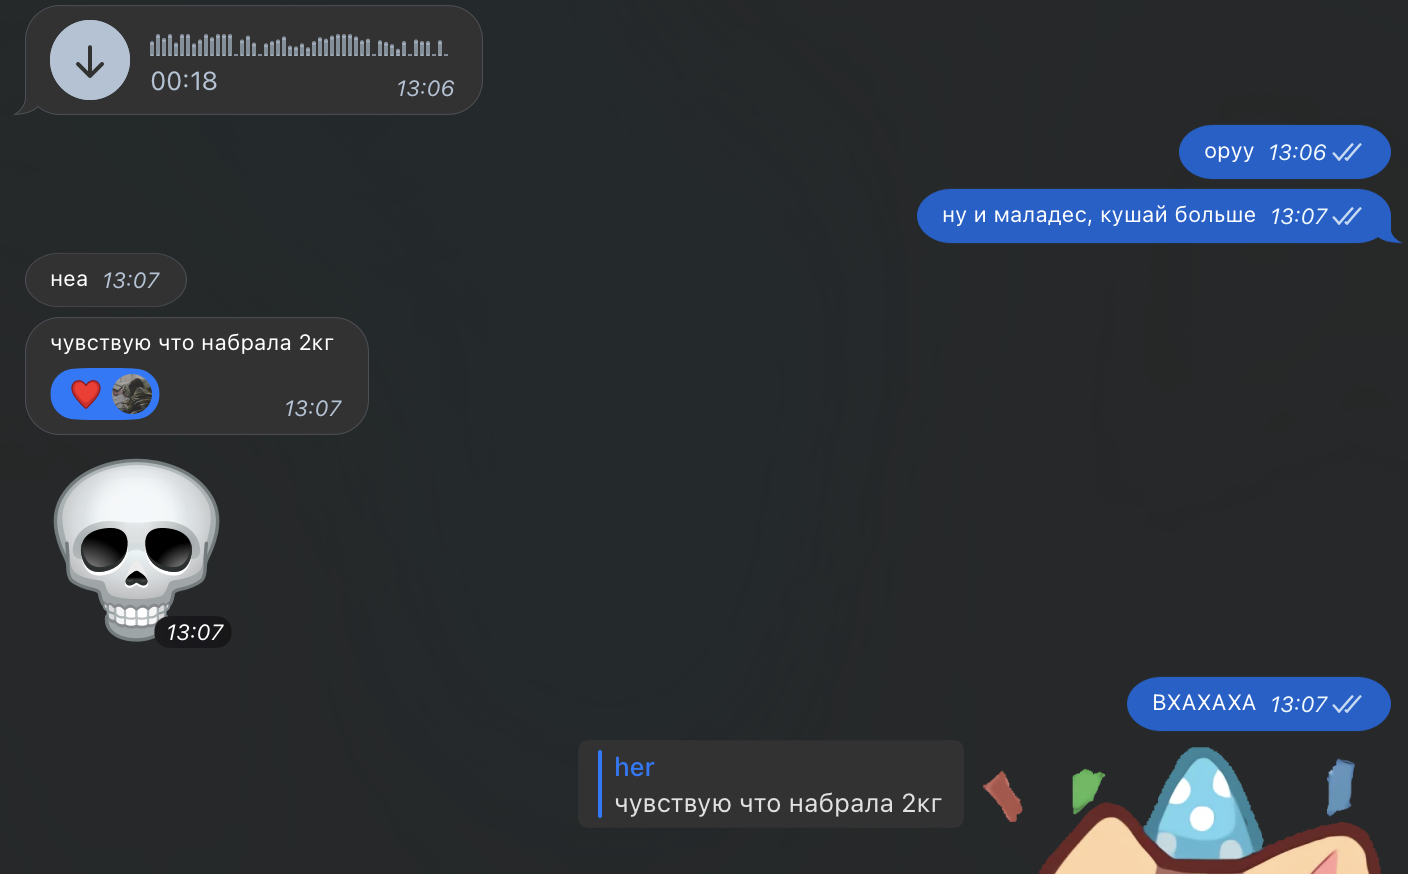 00:18 13:06
оруу 13:06
ну и маладес, кушай больше 13:07
неа 13:07
чувствую что набрала 2кг
13:07
13:07
ВХАХАХА 13:07
her
чувствую что набрала 2кг